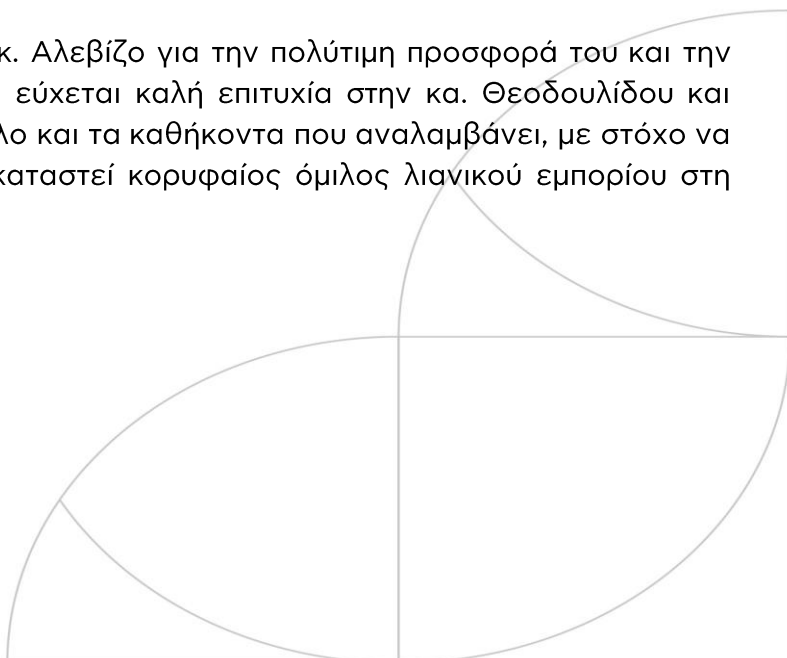 κ. Αλεβίζο για την πολύτιμη προσφορά του και την
εύχεται καλή επιτυχία στην κα. Θεοδουλίδου και
λο και τα καθήκοντα που αναλαμβάνει, με στόχο να
καταστεί κορυφαίος όμιλος λιανικού εμπορίου στη